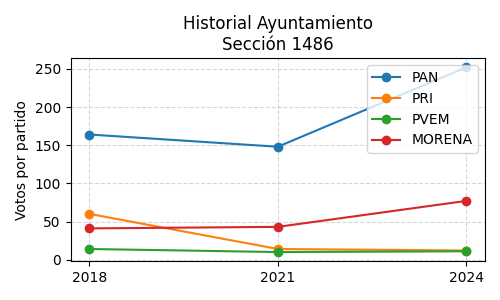 Historial Ayuntamiento
Sección 1486
Votos por partido
250
200
150
100
50
0
2018
2021
2024
PAN
PRI
PVEM
MORENA